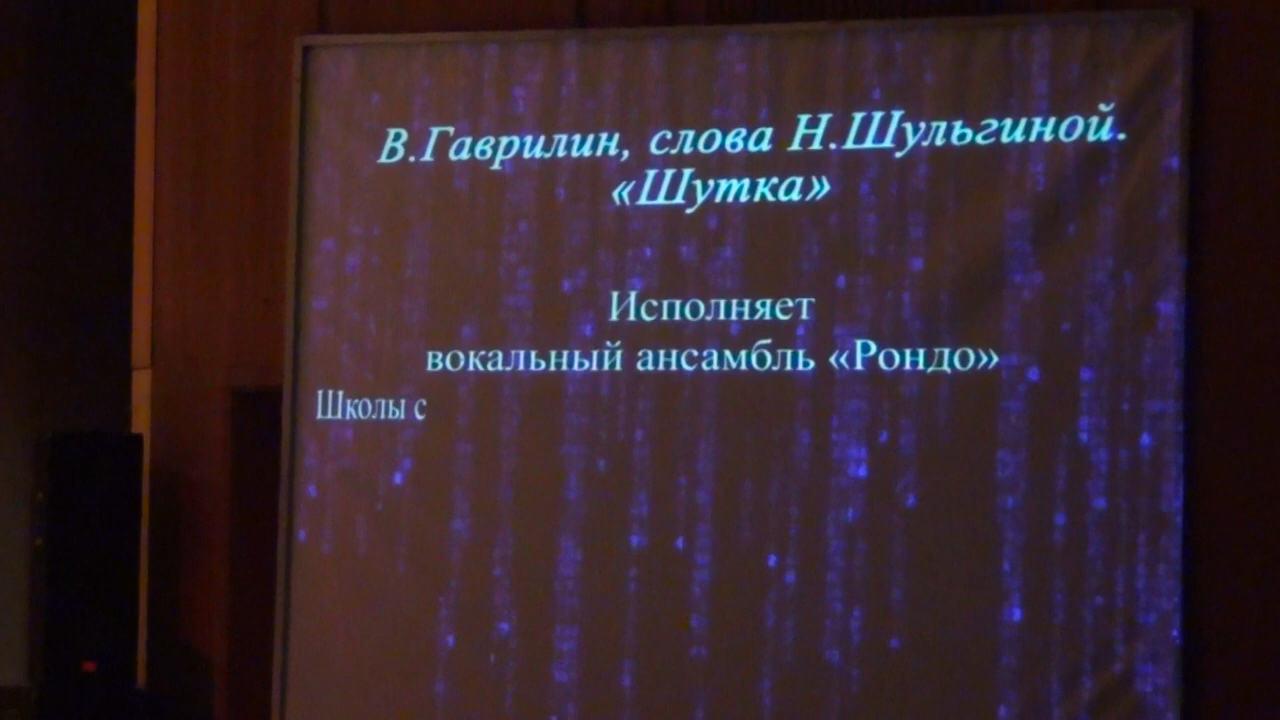 В.Гаврилин, слова Н.Шульгиной.
«Шутка»
Исполняет
вокальный ансамбль «Рондо»
Школы с